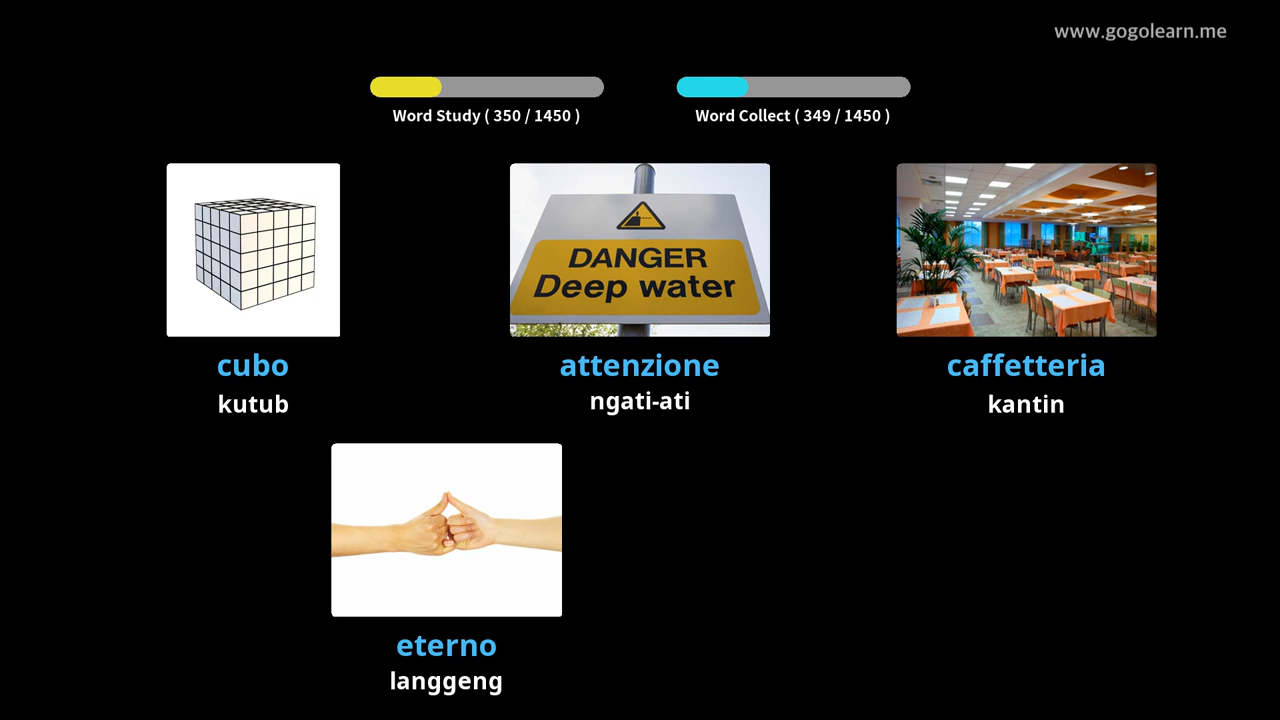 www.gogolearn.me
Word Study ( 350 / 1450 )
Word Collect ( 349 / 1450 )
DANGER
Deep water
cubo
kutub
attenzione
ngati-ati
caffetteria
kantin
eterno
langgeng